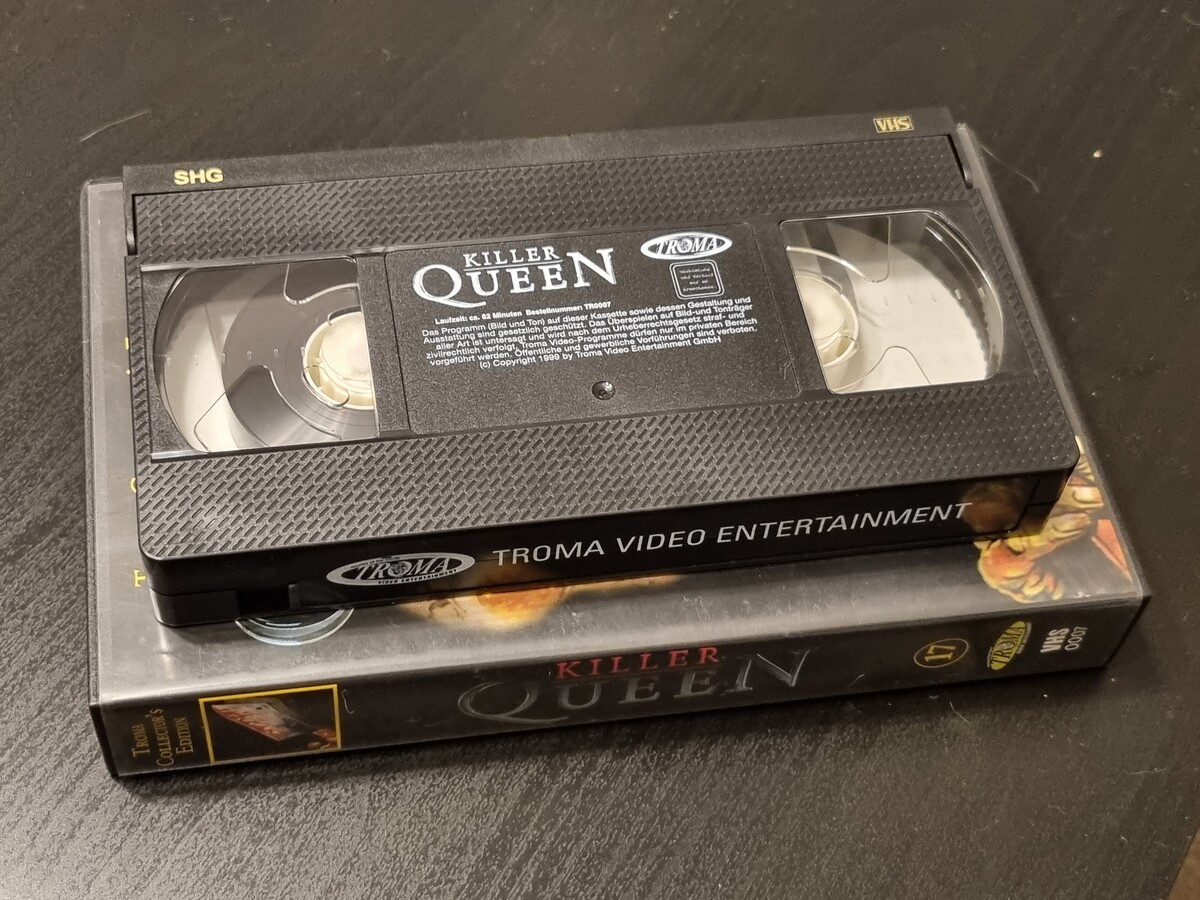 SHG
VHS
KILLER
QUEEN
TROMA
Laufzeit: ca. 82 Minuten Bestellnummer: TR0007
Das Programm (Bild und Ton) auf dieser Kassette sowie dessen Gestaltung und
Ausstattung sind gesetzlich geschützt. Das Überspielen auf Bild-und Tonträger
aller Art ist untersagt und wird nach dem Urheberrechtsgesetz straf- und
zivilrechtlich verfolgt. Troma Video-Programme dürfen nur im privaten Bereich
vorgeführt werden. Öffentliche und gewerbliche Vorführungen sind verboten.
(c) Copyright 1999 by Troma Video Entertainment GmbH
TROMA
VIDEO ENTERTAINMENT
TROMA VIDEO ENTERTAINMENT
TROMA
COLLECTOR'S
EDITION
KILLER
QUEEN
17
TROMA
VHS
0007